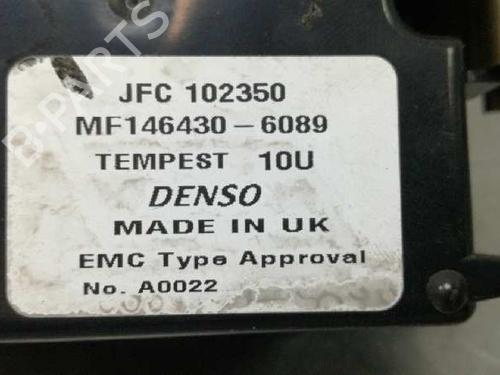 JFC 102350
MF146430-6089
TEMPEST 10U
DENSO
MADE IN UK
EMC Type Approval
No. A0022
B-PARTS